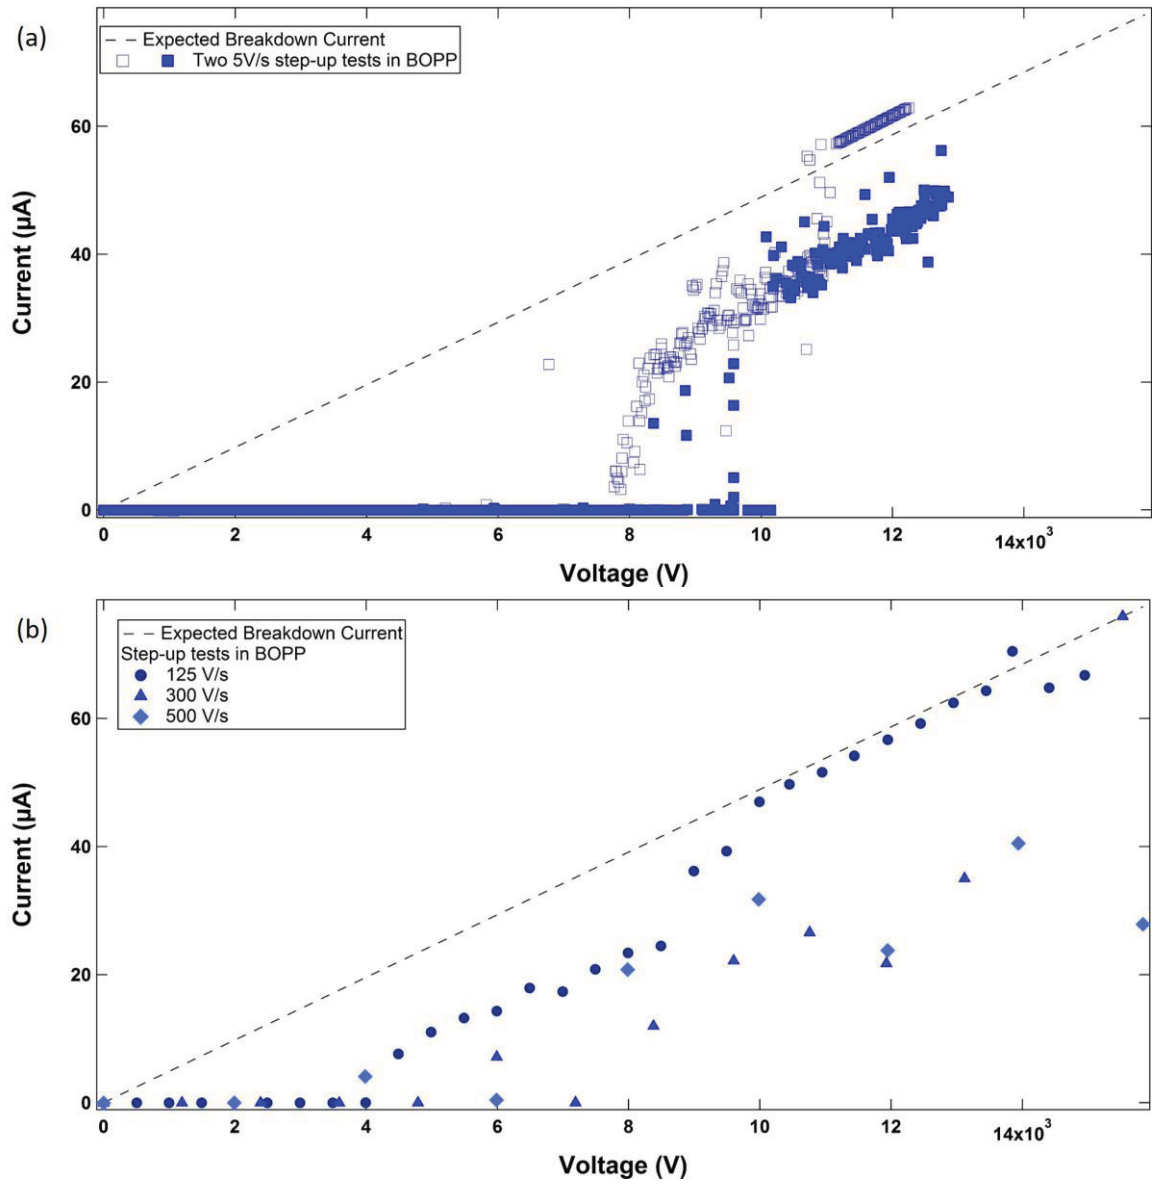 (a)
Expected Breakdown Current
Two 5V/s step-up tests in BOPP
60
40
20
0
Current (µA)
0 2 4 6 8 10 12 14x10³
Voltage (V)
(b)
Expected Breakdown Current
Step-up tests in BOPP
125 V/s
300 V/s
500 V/s
60
40
20
0
Current (µA)
0 2 4 6 8 10 12 14x10³
Voltage (V)